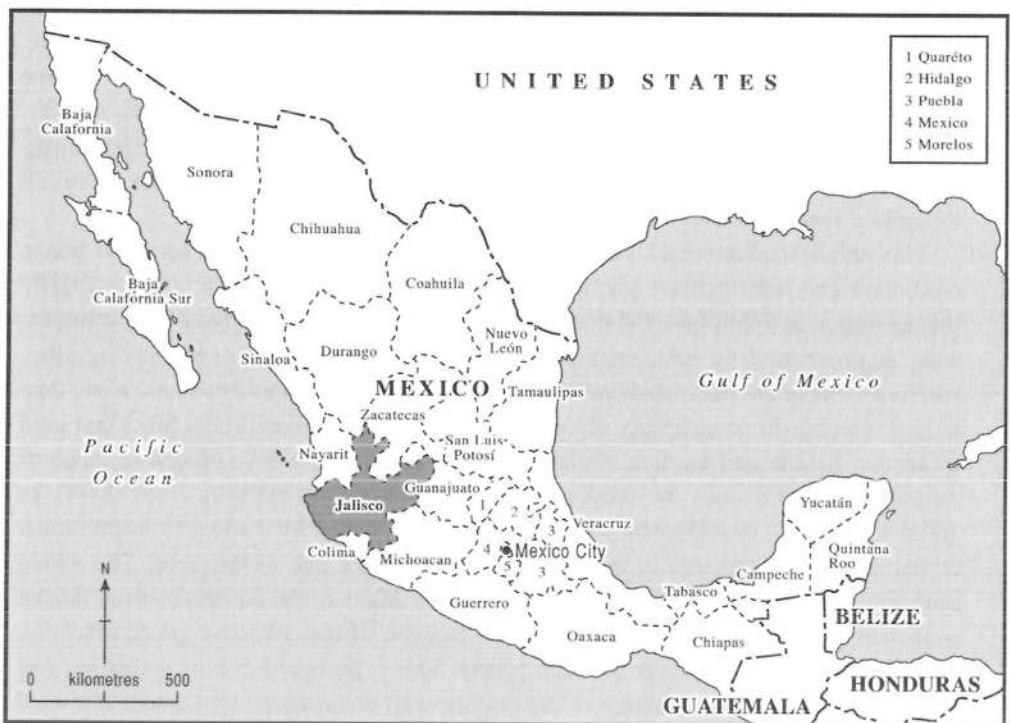 UNITED STATES
1 Quaréto
2 Hidalgo
3 Puebla
4 Mexico
5 Morelos
Baja
Calafornia
Sonora
Chihuahua
Coahuila
Baja
Calafornia Sur
Nuevo
León
Sinaloa
Durango
MÉXICO
Tamaulipas
Gulf of Mexico
Zacatecas
Pacific
Ocean
Nayarit
San Luis
Potosí
Guanajuato
Jalisco
1
2
3
Veracruz
Yucatán
Colima
Michoacan
4
Mexico City
5
3
Quintana
Roo
Campeche
Tabasco
Guerrero
Oaxaca
Chiapas
BELIZE
N
0 kilometres 500
GUATEMALA
HONDURAS